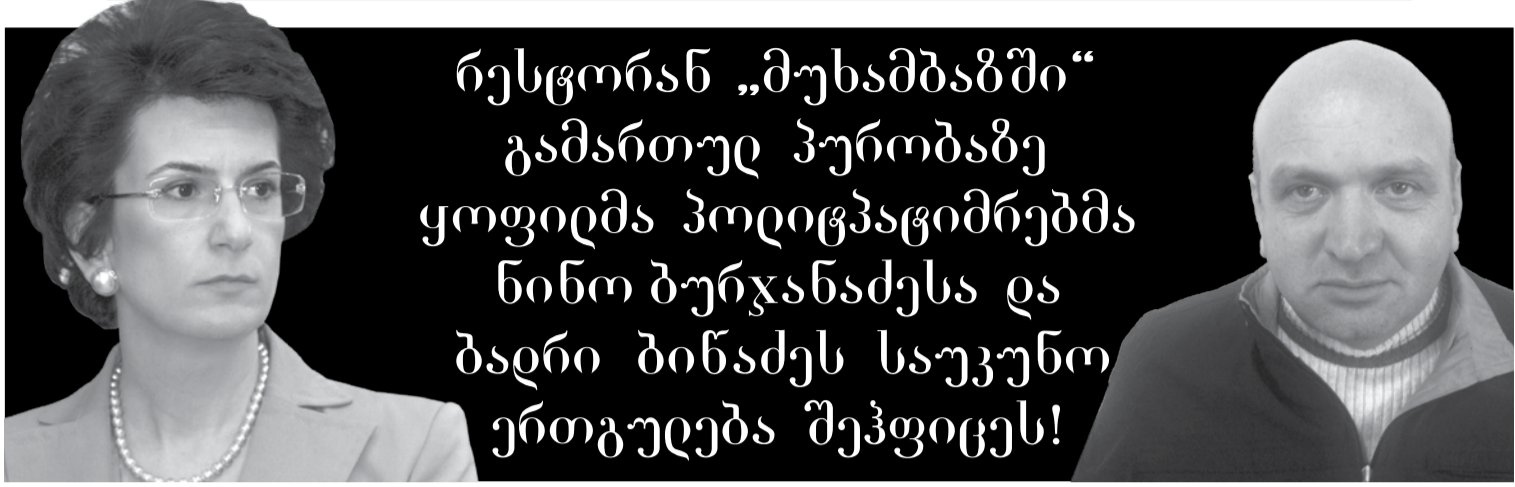 რესტორან „მუხამბაზში“
გამართულ პურობაზე
ყოფილმა პოლიტპატიმრებმა
ნინო ბურჯანაძესა და
ბადრი ბიწაძეს საუკუნო
ერთგულება შეჰფიცეს!